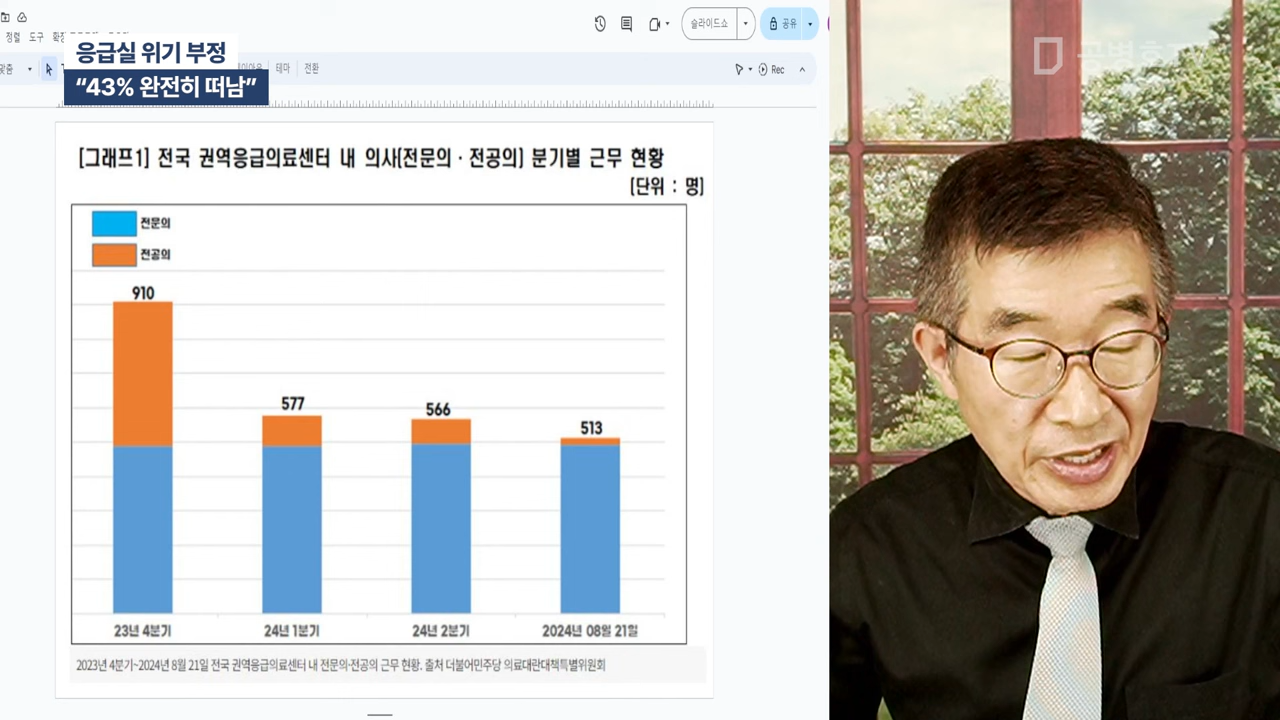 정렬 도구
슬라이드쇼
공유
응급실 위기 부정
“43% 완전히 떠남”
테마
전환
Rec
공병호TV
[그래프1] 전국 권역응급의료센터 내 의사(전문의 · 전공의) 분기별 근무 현황
(단위 : 명)
전문의
전공의
910
577
566
513
23년 4분기
24년 1분기
24년 2분기
2024년 08월 21일
2023년 4분기~2024년 8월 21일 전국 권역응급의료센터 내 전문의·전공의 근무 현황. 출처 더불어민주당 의료대란대책특별위원회